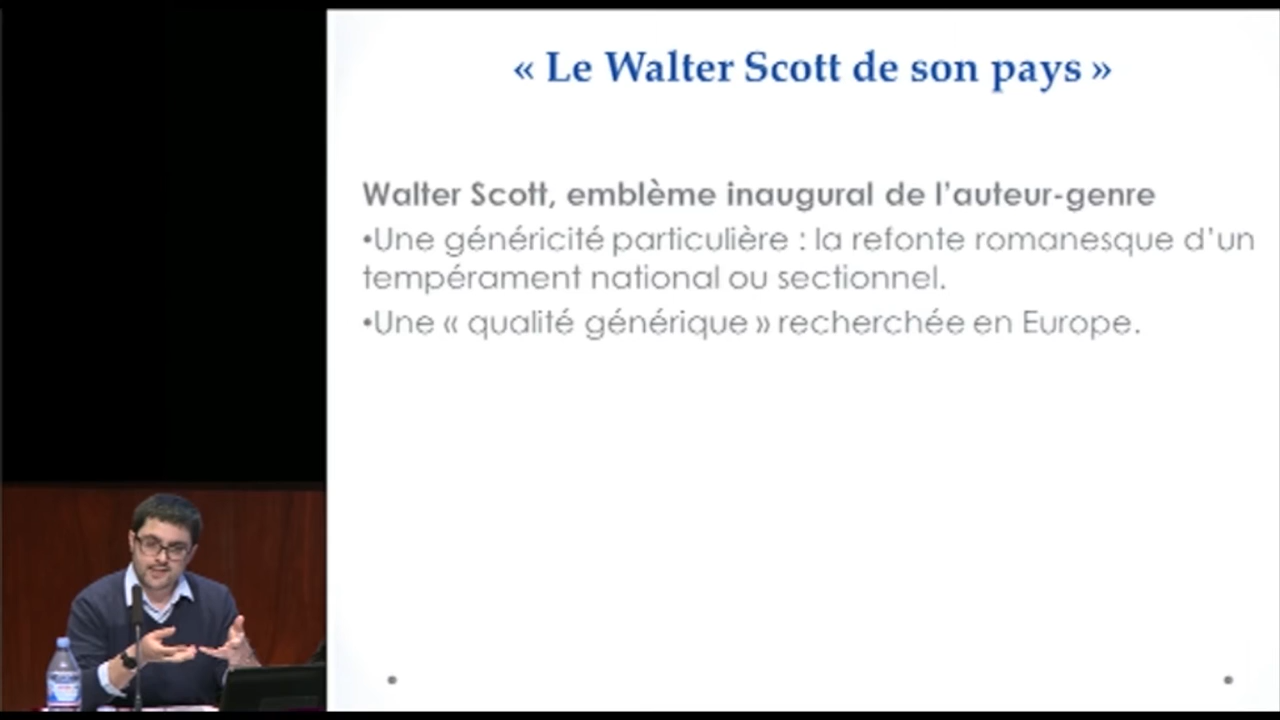 « Le Walter Scott de son pays »
Walter Scott, emblème inaugural de l’auteur-genre
•Une généricité particulière : la refonte romanesque d’un
tempérament national ou sectionnel.
•Une « qualité générique » recherchée en Europe.